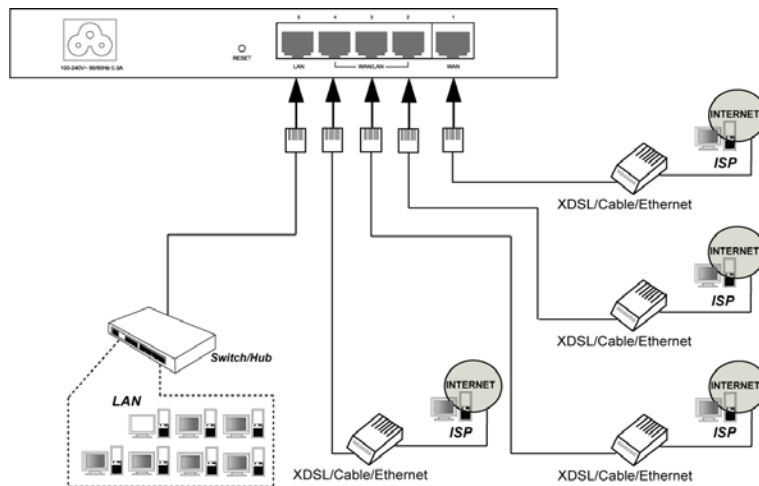 5 4 3 2 1
RESET
100-240V~ 50/60Hz 0.3A
LAN WAN/LAN WAN
INTERNET
ISP
XDSL/Cable/Ethernet
INTERNET
ISP
XDSL/Cable/Ethernet
Switch/Hub
LAN
INTERNET
ISP
XDSL/Cable/Ethernet
INTERNET
ISP
XDSL/Cable/Ethernet